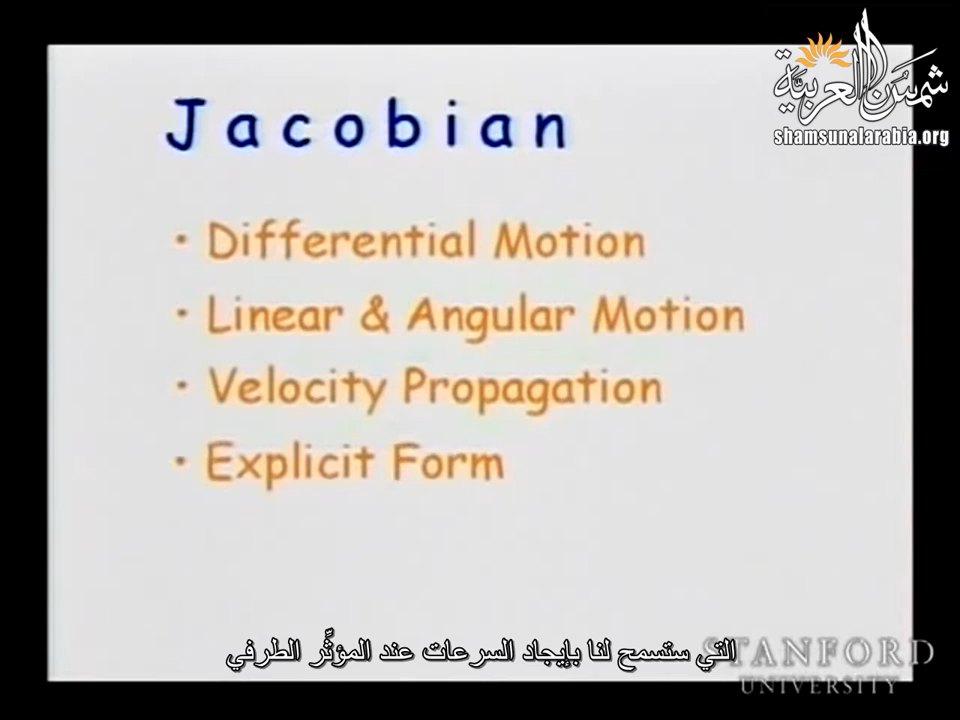 شمس العربية
shamsunalarabia.org
Jacobian
• Differential Motion
• Linear & Angular Motion
• Velocity Propagation
• Explicit Form
التي ستسمح لنا بإيجاد السرعات عند المؤثِّر الطرفي
STANFORD
UNIVERSITY